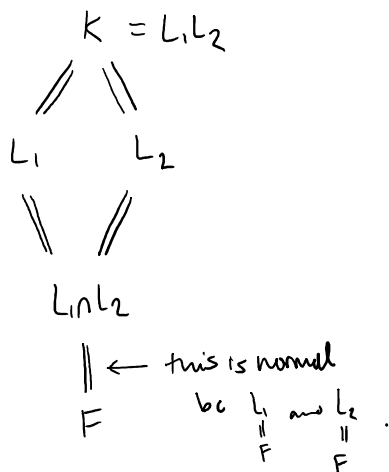 K = L₁L₂
L₁ L₂
L₁∩L₂
← this is normal
bc L₁ and L₂ .
F F F